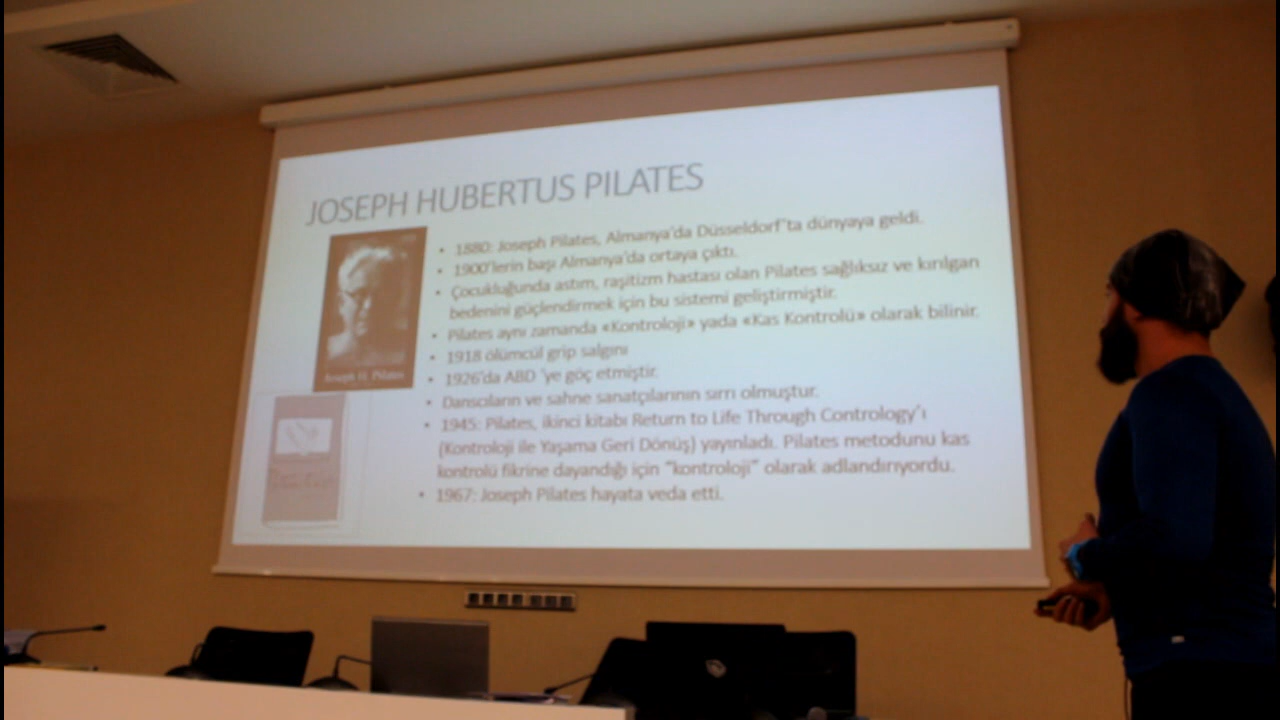 JOSEPH HUBERTUS PILATES
• 1880: Joseph Pilates, Almanya'da Düsseldorf'ta dünyaya geldi.
• 1900'lerin başı Almanya'da ortaya çıktı.
• Çocukluğunda astım, raşitizm hastası olan Pilates sağlıksız ve kırılgan
bedenini güçlendirmek için bu sistemi geliştirmiştir.
• Pilates aynı zamanda «Kontroloji» yada «Kas Kontrolü» olarak bilinir.
• 1918 ölümcül grip salgını
• 1926'da ABD 'ye göç etmiştir.
• Danscıların ve sahne sanatçılarının sırrı olmuştur.
• 1945: Pilates, ikinci kitabı Return to Life Through Contrology'ı
(Kontroloji ile Yaşama Geri Dönüş) yayınladı. Pilates metodunu kas
kontrolü fikrine dayandığı için "kontroloji" olarak adlandırıyordu.
• 1967: Joseph Pilates hayata veda etti.
Joseph H. Pilates